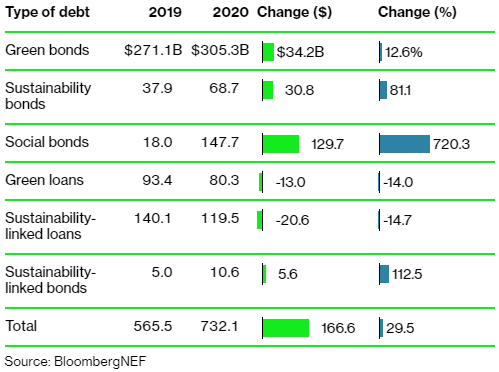 Type of debt 2019 2020 Change ($) Change (%)
Green bonds $271.1B $305.3B $34.2B 12.6%
Sustainability
bonds 37.9 68.7 30.8 81.1
Social bonds 18.0 147.7 129.7 720.3
Green loans 93.4 80.3 -13.0 -14.0
Sustainability-
linked loans 140.1 119.5 -20.6 -14.7
Sustainability-
linked bonds 5.0 10.6 5.6 112.5
Total 565.5 732.1 166.6 29.5
Source: BloombergNEF